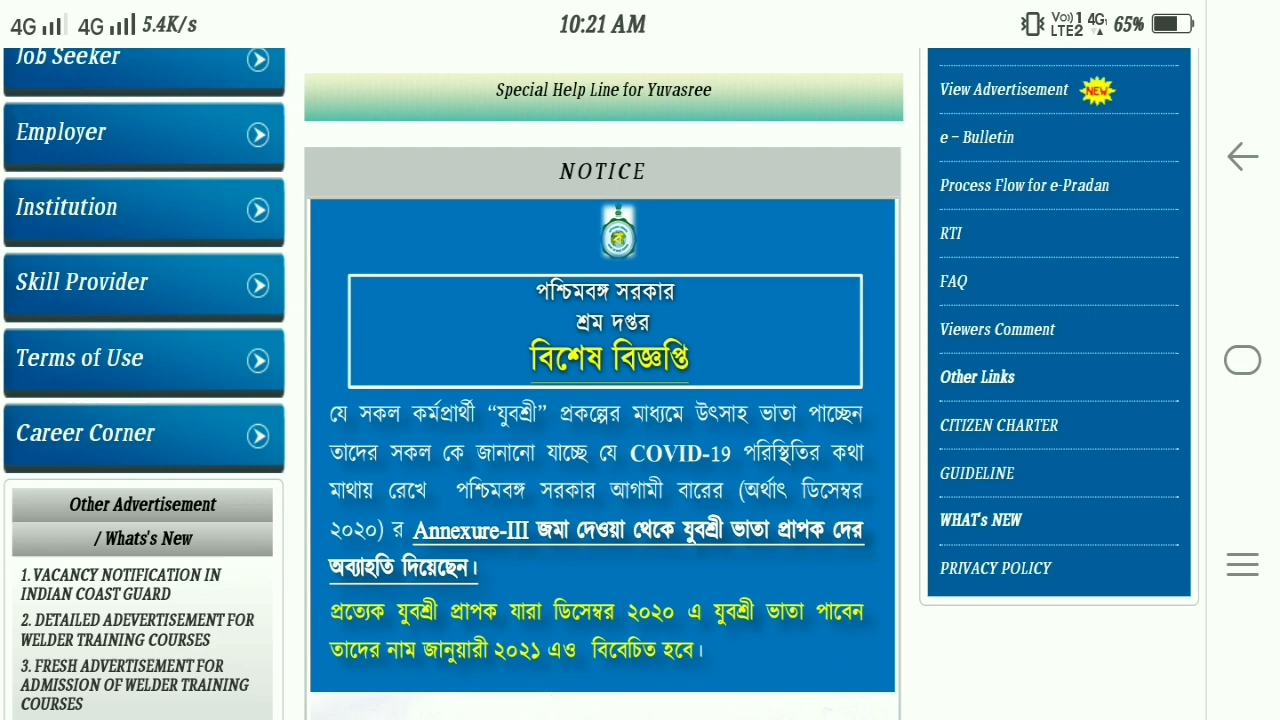 4G 4G 5.4K/s 10:21 AM Vo) 1 LTE2 4G 65%
Job Seeker
Employer
Institution
Skill Provider
Terms of Use
Career Corner
Other Advertisement
/ Whats's New
1. VACANCY NOTIFICATION IN
INDIAN COAST GUARD
2. DETAILED ADEVERTISEMENT FOR
WELDER TRAINING COURSES
3. FRESH ADVERTISEMENT FOR
ADMISSION OF WELDER TRAINING
COURSES
Special Help Line for Yuvasree
NOTICE
পশ্চিমবঙ্গ সরকার
শ্রম দপ্তর
বিশেষ বিজ্ঞপ্তি
যে সকল কর্মপ্রার্থী “যুবশ্রী” প্রকল্পের মাধ্যমে উৎসাহ ভাতা পাচ্ছেন
তাদের সকল কে জানানো যাচ্ছে যে COVID-19 পরিস্থিতির কথা
মাথায় রেখে পশ্চিমবঙ্গ সরকার আগামী বারের (অর্থাৎ ডিসেম্বর
২০২০) র Annexure-III জমা দেওয়া থেকে যুবশ্রী ভাতা প্রাপক দের
অব্যাহতি দিয়েছেন।
প্রত্যেক যুবশ্রী প্রাপক যারা ডিসেম্বর ২০২০ এ যুবশ্রী ভাতা পাবেন
তাদের নাম জানুয়ারী ২০২১ এও বিবেচিত হবে।
View Advertisement NEW
e – Bulletin
Process Flow for e-Pradan
RTI
FAQ
Viewers Comment
Other Links
CITIZEN CHARTER
GUIDELINE
WHAT's NEW
PRIVACY POLICY